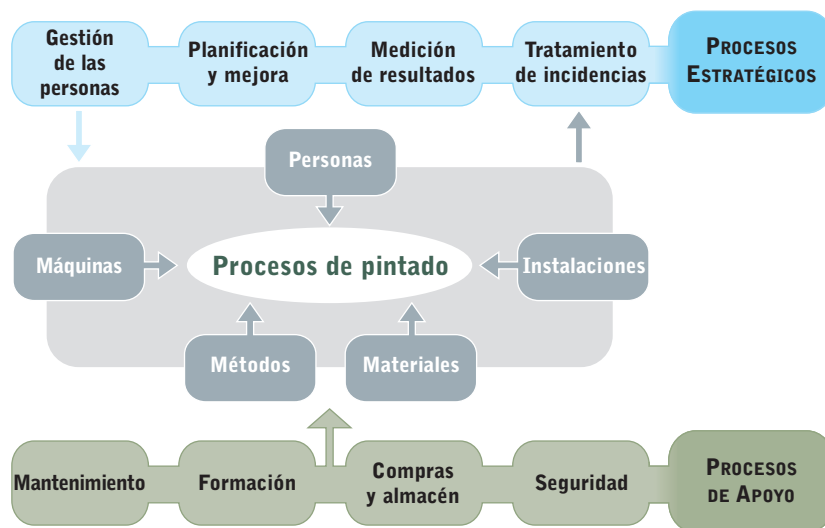 Gestión
de las
personas
Planificación
y mejora
Medición
de resultados
Tratamiento
de incidencias
PROCESOS
ESTRATÉGICOS
Personas
Máquinas
Procesos de pintado
Instalaciones
Métodos
Materiales
Mantenimiento
Formación
Compras
y almacén
Seguridad
PROCESOS
DE APOYO